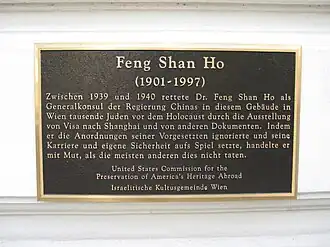 Feng Shan Ho
(1901-1997)
Zwischen 1939 und 1940 rettete Dr. Feng Shan Ho als
Generalkonsul der Regierung Chinas in diesem Gebäude in
Wien tausende Juden vor dem Holocaust durch die Ausstellung
von Visa nach Shanghai und von anderen Dokumenten. Indem
er die Anordnungen seiner Vorgesetzten ignorierte und seine
Karriere und eigene Sicherheit aufs Spiel setzte, handelte er
mit Mut, als die meisten anderen dies nicht taten.
United States Commission for the
Preservation of America's Heritage Abroad
Israelitische Kultusgemeinde Wien